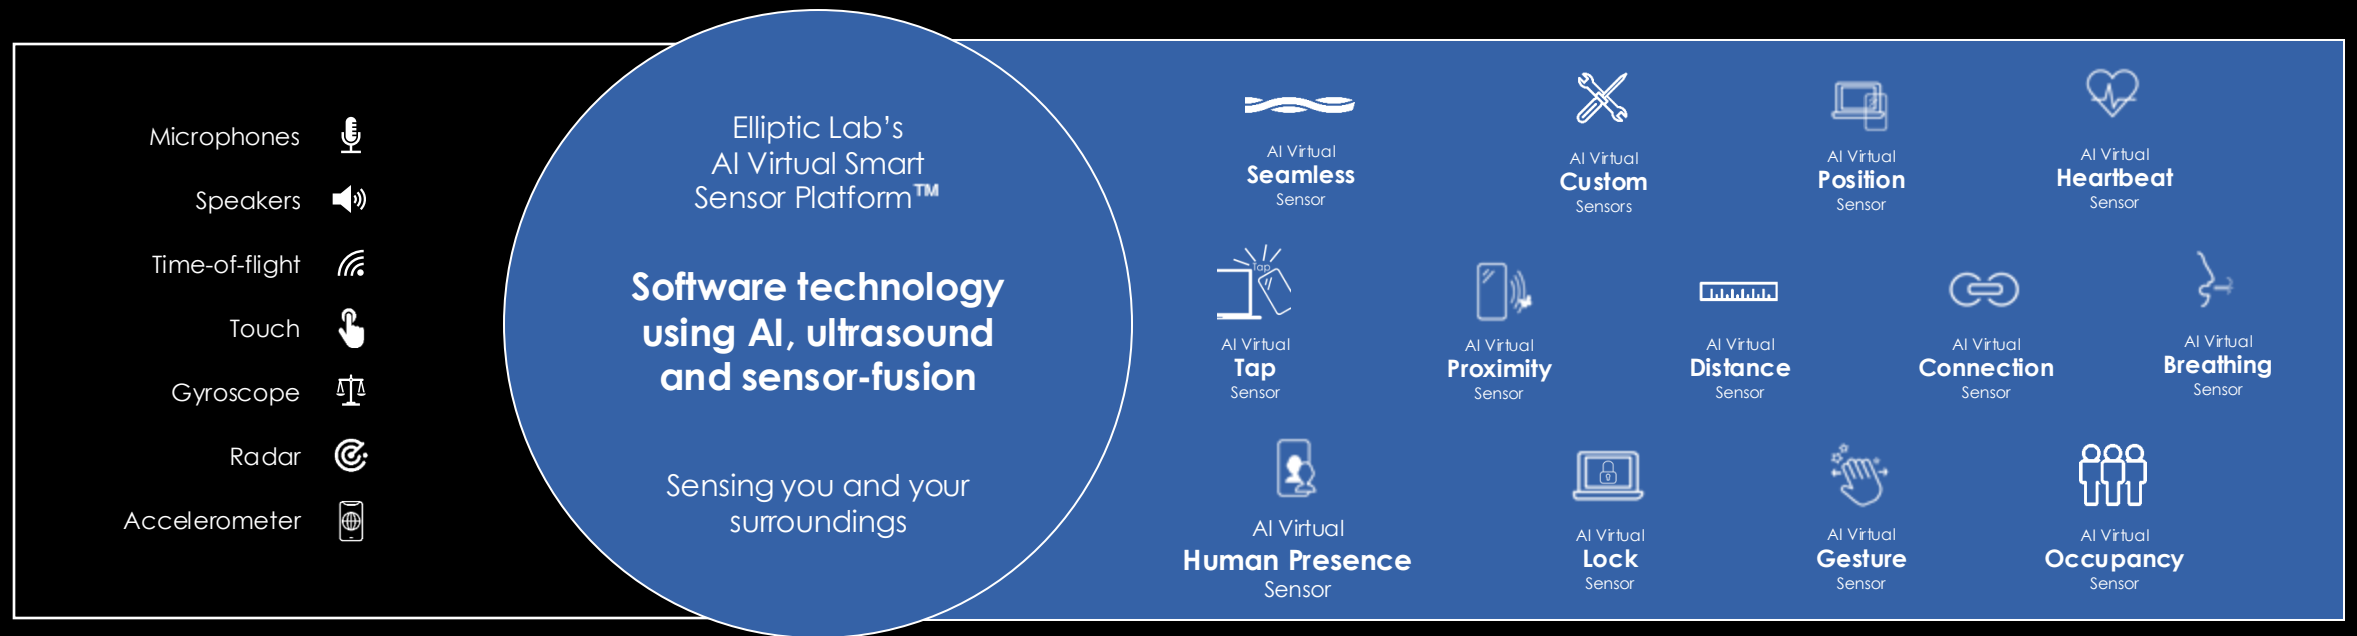 Microphones
Speakers
Time-of-flight
Touch
Gyroscope
Radar
Accelerometer
Elliptic Lab's
AI Virtual Smart
Sensor Platform™
Software technology
using AI, ultrasound
and sensor-fusion
Sensing you and your
surroundings
AI Virtual
Seamless
Sensor
AI Virtual
Custom
Sensors
AI Virtual
Position
Sensor
AI Virtual
Heartbeat
Sensor
Tap
AI Virtual
Tap
Sensor
AI Virtual
Proximity
Sensor
AI Virtual
Distance
Sensor
AI Virtual
Connection
Sensor
AI Virtual
Breathing
Sensor
AI Virtual
Human Presence
Sensor
AI Virtual
Lock
Sensor
AI Virtual
Gesture
Sensor
AI Virtual
Occupancy
Sensor